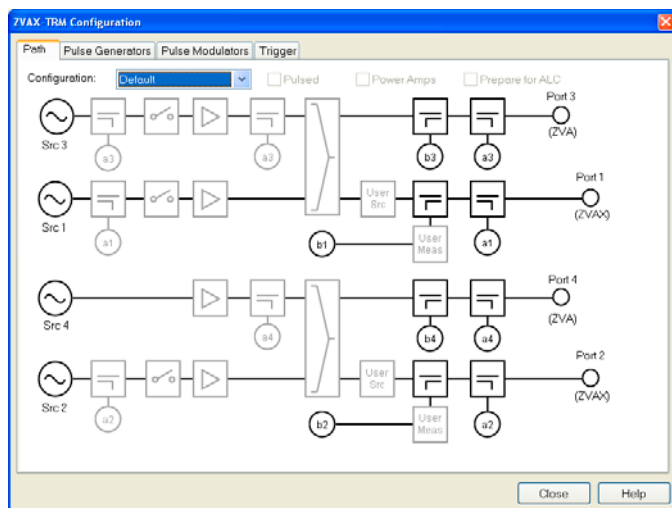 ZVAX-TRM Configuration
Path Pulse Generators Pulse Modulators Trigger
Configuration: Default Pulsed Power Amps Prepare for ALC
Port 3
Src 3
a3
a3
b3
a3
(ZVA)
Port 1
Src 1
a1
User
Src
b1
User
Meas
a1
(ZVAX)
Port 4
Src 4
a4
b4
a4
(ZVA)
Port 2
Src 2
a2
User
Src
b2
User
Meas
a2
(ZVAX)
Close Help